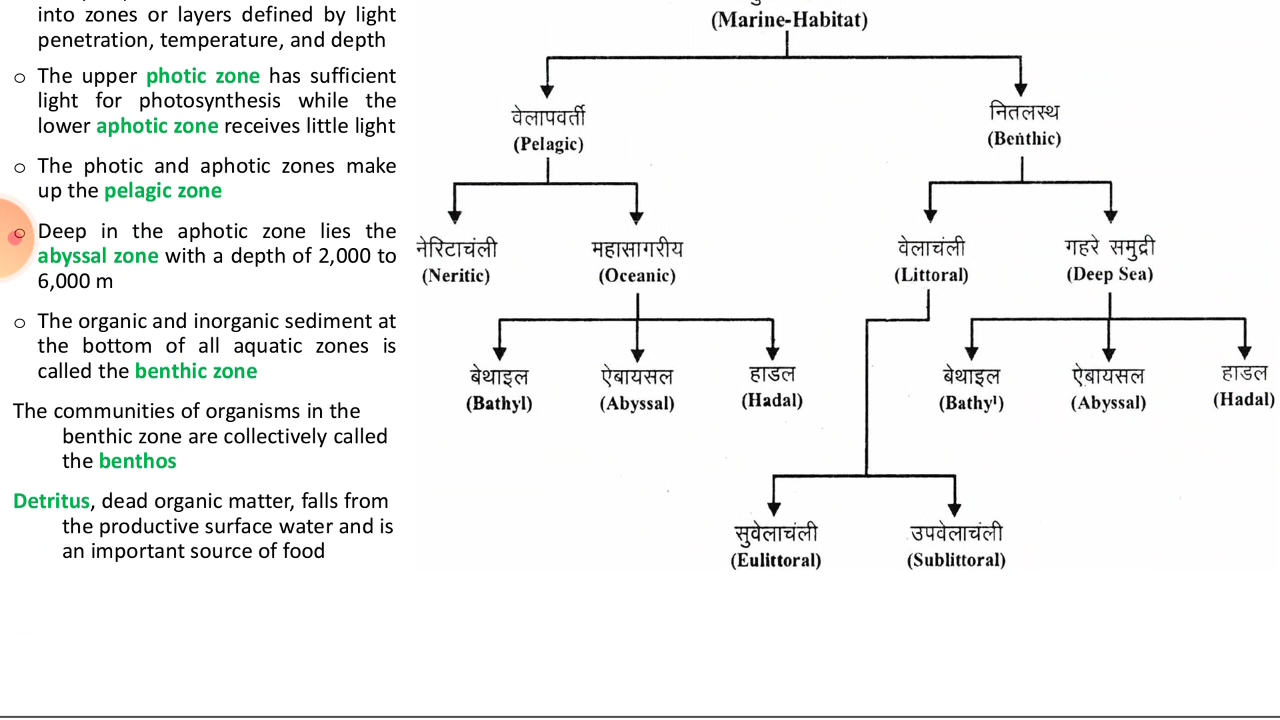 into zones or layers defined by light
penetration, temperature, and depth
o The upper photic zone has sufficient
light for photosynthesis while the
lower aphotic zone receives little light
o The photic and aphotic zones make
up the pelagic zone
o Deep in the aphotic zone lies the
abyssal zone with a depth of 2,000 to
6,000 m
o The organic and inorganic sediment at
the bottom of all aquatic zones is
called the benthic zone
The communities of organisms in the
benthic zone are collectively called
the benthos
Detritus, dead organic matter, falls from
the productive surface water and is
an important source of food
(Marine-Habitat)
वेलापवर्ती
(Pelagic)
नितलस्थ
(Benthic)
नेरिटाचंली
(Neritic)
महासागरीय
(Oceanic)
वेलाचंली
(Littoral)
गहरे समुद्री
(Deep Sea)
बेथाइल
(Bathyl)
ऐबायसल
(Abyssal)
हाडल
(Hadal)
बेथाइल
(Bathyl)
ऐबायसल
(Abyssal)
हाडल
(Hadal)
सुवेलाचंली
(Eulittoral)
उपवेलाचंली
(Sublittoral)